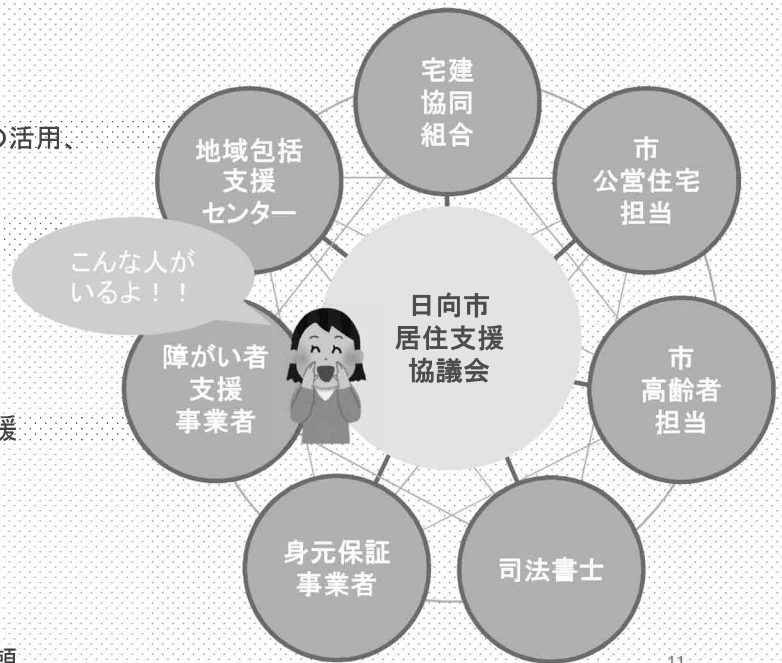 の活用、
援
頼
宅建
協同
組合
地域包括
支援
センター
市
公営住宅
担当
こんな人が
いるよ！！
日向市
居住支援
協議会
障がい者
支援
事業者
市
高齢者
担当
身元保証
事業者
司法書士
11